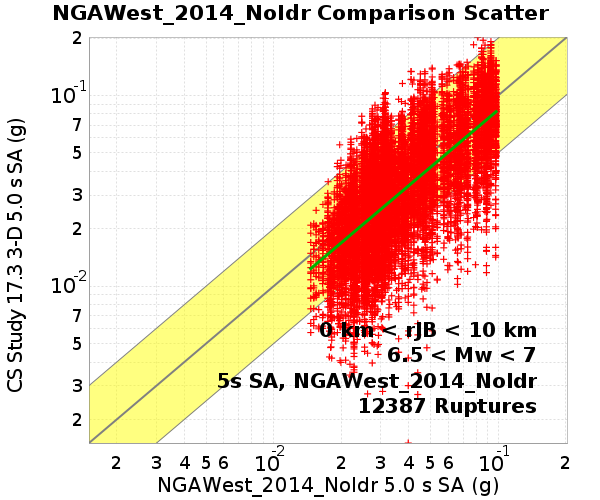 NGAWest_2014_NoIdr Comparison Scatter
CS Study 17.3 3-D 5.0 s SA (g)
2
10-1
7
5
3
2
10-2
7
5
3
2
0 km < rJB < 10 km
6.5 < Mw < 7
5s SA, NGAWest_2014_NoIdr
12387 Ruptures
2 3 4 5 6 10-2 2 3 4 5 6 10-1 2
NGAWest_2014_NoIdr 5.0 s SA (g)